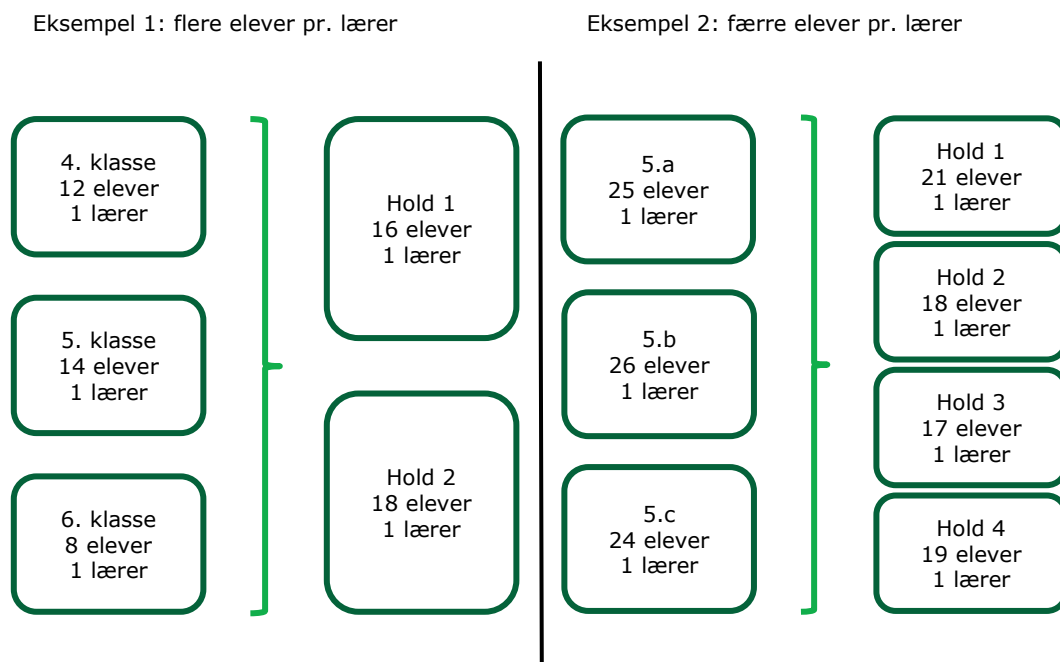 Eksempel 1: flere elever pr. lærer
4. klasse
12 elever
1 lærer
5. klasse
14 elever
1 lærer
6. klasse
8 elever
1 lærer
Hold 1
16 elever
1 lærer
Hold 2
18 elever
1 lærer
Eksempel 2: færre elever pr. lærer
5.a
25 elever
1 lærer
5.b
26 elever
1 lærer
5.c
24 elever
1 lærer
Hold 1
21 elever
1 lærer
Hold 2
18 elever
1 lærer
Hold 3
17 elever
1 lærer
Hold 4
19 elever
1 lærer